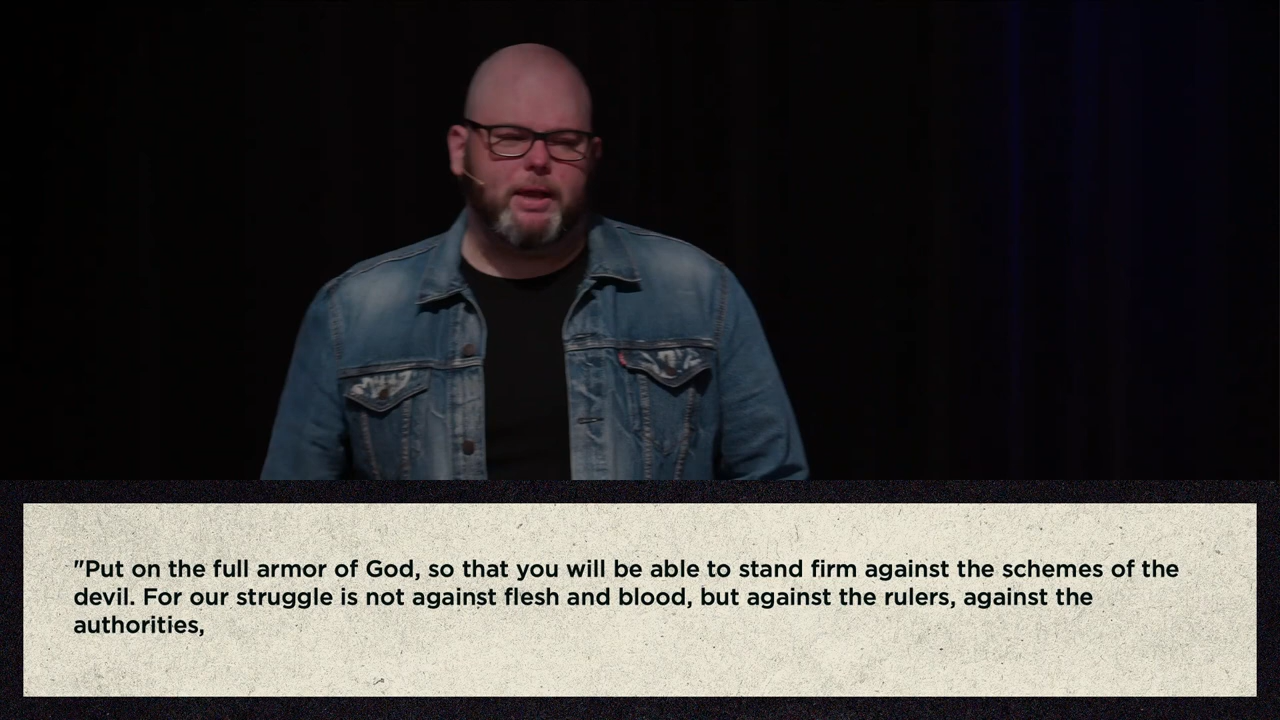 "Put on the full armor of God, so that you will be able to stand firm against the schemes of the
devil. For our struggle is not against flesh and blood, but against the rulers, against the
authorities,